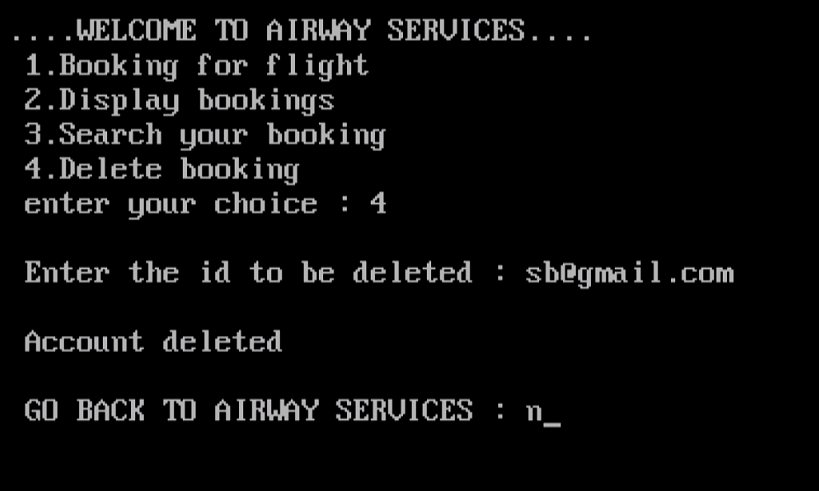 ....WELCOME TO AIRWAY SERVICES....
1.Booking for flight
2.Display bookings
3.Search your booking
4.Delete booking
enter your choice : 4
Enter the id to be deleted : sb@gmail.com
Account deleted
GO BACK TO AIRWAY SERVICES : n_